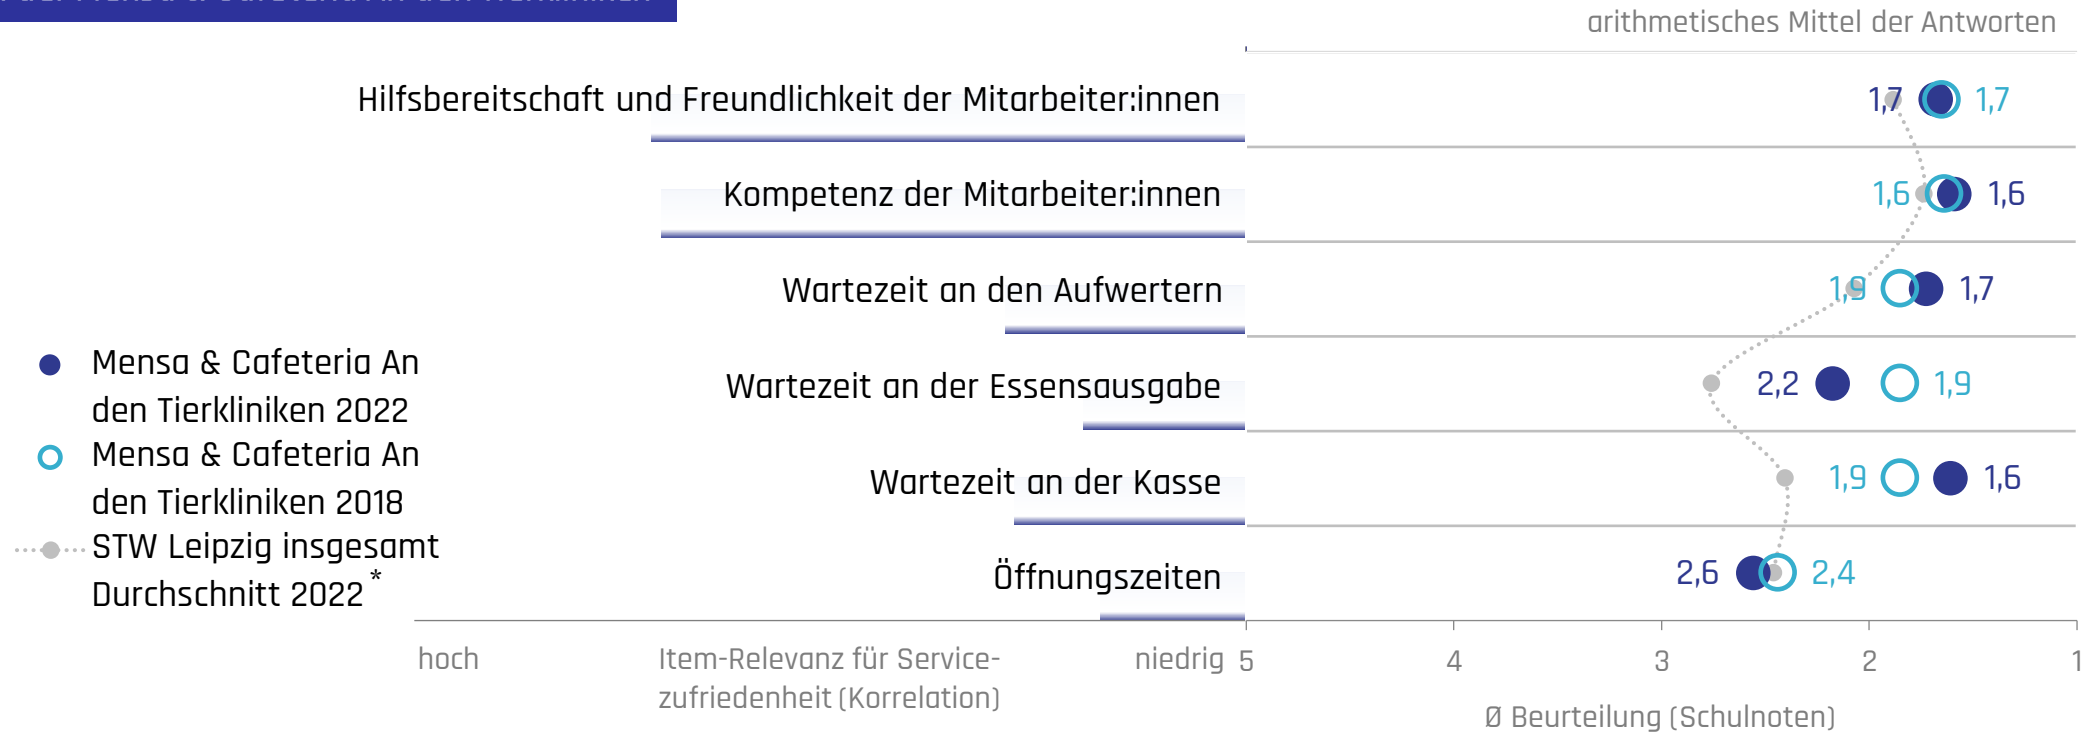 arithmetisches Mittel der Antworten
Hilfsbereitschaft und Freundlichkeit der Mitarbeiter:innen
1,7
1,7
Kompetenz der Mitarbeiter:innen
1,6
1,6
Wartezeit an den Aufwertern
1,9
1,7
Wartezeit an der Essensausgabe
2,2
1,9
Wartezeit an der Kasse
1,9
1,6
Öffnungszeiten
2,6
2,4
Mensa & Cafeteria An
den Tierkliniken 2022
Mensa & Cafeteria An
den Tierkliniken 2018
STW Leipzig insgesamt
Durchschnitt 2022 *
hoch
Item-Relevanz für Service-
zufriedenheit (Korrelation)
niedrig
5
4
3
2
1
Ø Beurteilung (Schulnoten)